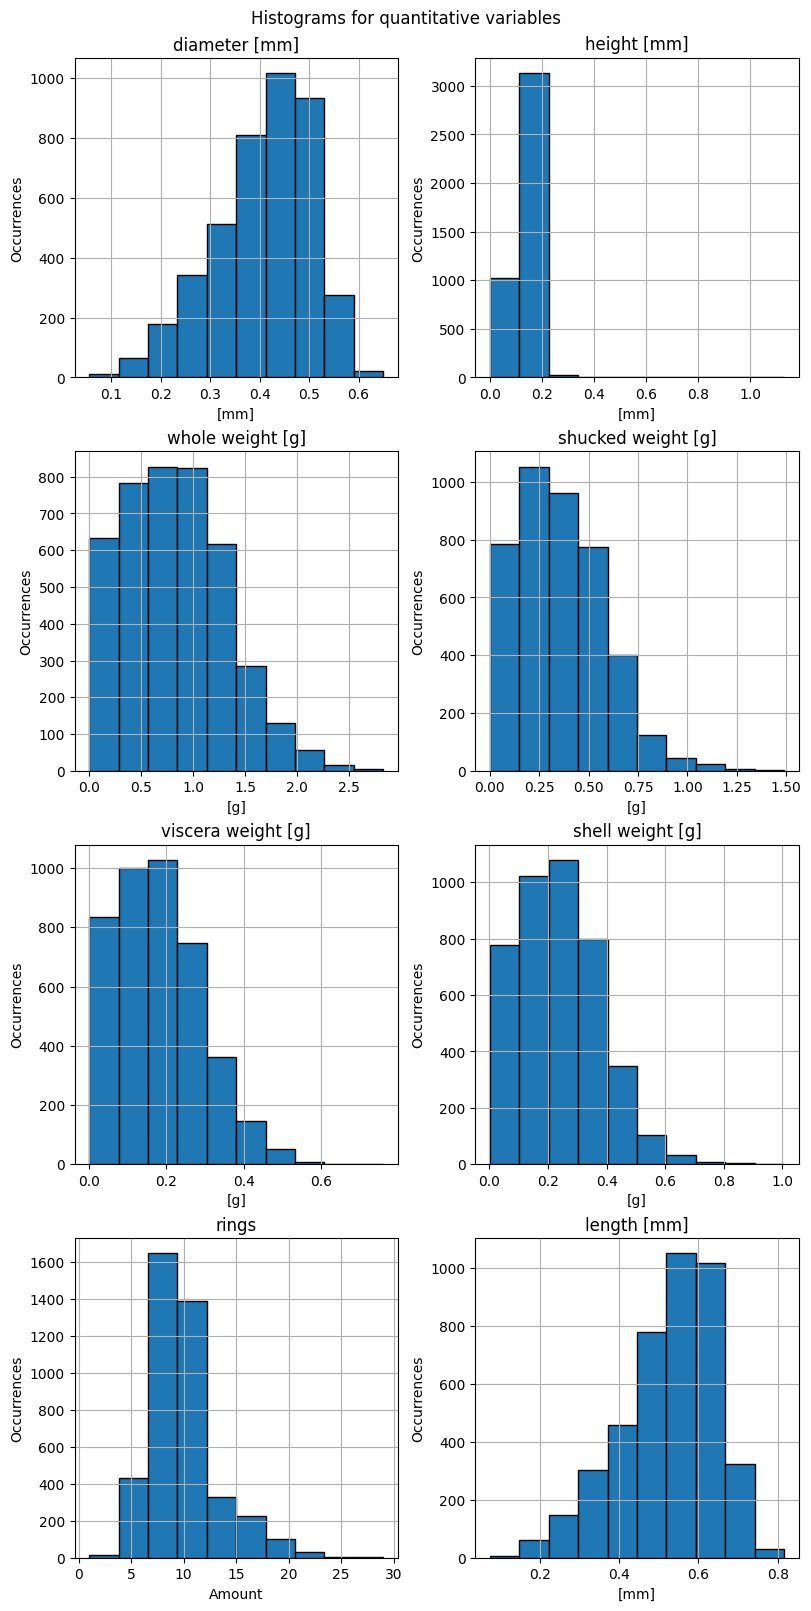 Histograms for quantitative variables
diameter [mm]
Occurrences
1000
800
600
400
200
0
0.1 0.2 0.3 0.4 0.5 0.6
[mm]
height [mm]
Occurrences
3000
2500
2000
1500
1000
500
0
0.0 0.2 0.4 0.6 0.8 1.0
[mm]
whole weight [g]
Occurrences
800
700
600
500
400
300
200
100
0
0.0 0.5 1.0 1.5 2.0 2.5
[g]
shucked weight [g]
Occurrences
1000
800
600
400
200
0
0.00 0.25 0.50 0.75 1.00 1.25 1.50
[g]
viscera weight [g]
Occurrences
1000
800
600
400
200
0
0.0 0.2 0.4 0.6
[g]
shell weight [g]
Occurrences
1000
800
600
400
200
0
0.0 0.2 0.4 0.6 0.8 1.0
[g]
rings
Occurrences
1600
1400
1200
1000
800
600
400
200
0
0 5 10 15 20 25 30
Amount
length [mm]
Occurrences
1000
800
600
400
200
0
0.2 0.4 0.6 0.8
[mm]